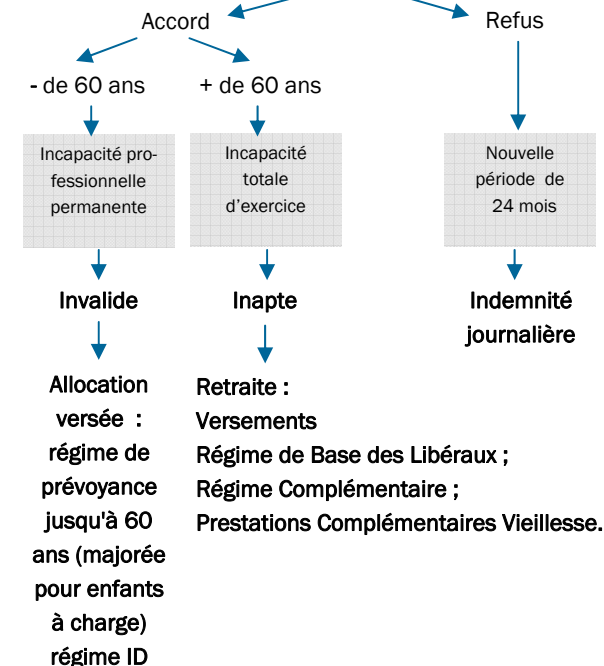 Accord
Refus
- de 60 ans
+ de 60 ans
Incapacité pro-
fessionnelle
permanente
Incapacité
totale
d'exercice
Nouvelle
période de
24 mois
Invalide
Inapte
Indemnité
journalière
Allocation
versée :
régime de
prévoyance
jusqu'à 60
ans (majorée
pour enfants
à charge)
régime ID
Retraite :
Versements
Régime de Base des Libéraux ;
Régime Complémentaire ;
Prestations Complémentaires Vieillesse.